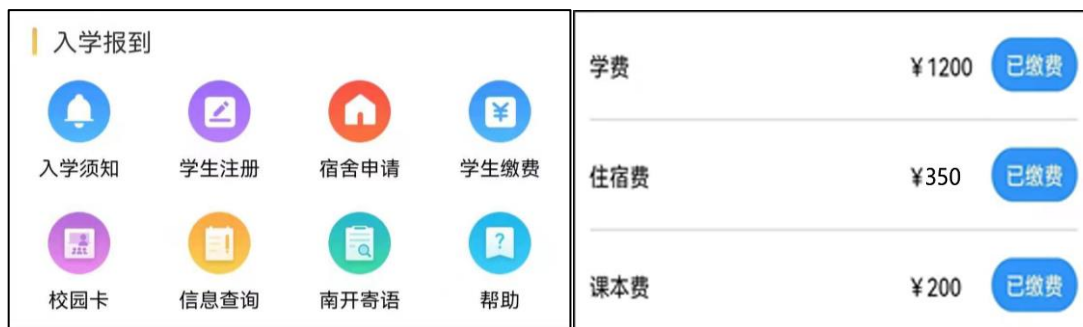 入学报到
入学须知 学生注册 宿舍申请 学生缴费
校园卡 信息查询 南开寄语 帮助
学费 ¥1200 已缴费
住宿费 ¥350 已缴费
课本费 ¥200 已缴费